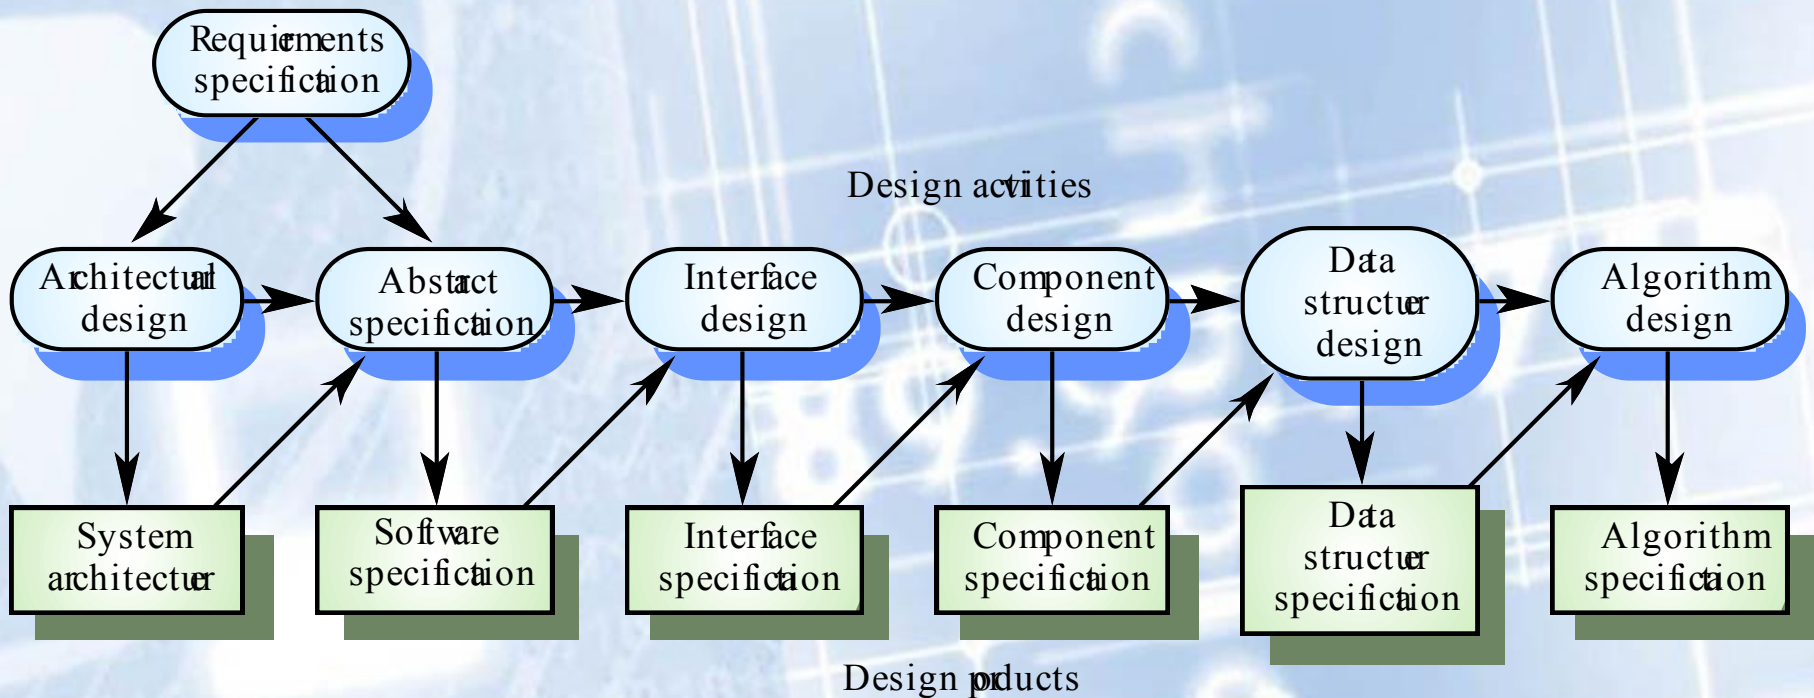 Requirements
specification
Design activities
Architectural
design
Abstract
specification
Interface
design
Component
design
Data
structure
design
Algorithm
design
System
architecture
Software
specification
Interface
specification
Component
specification
Data
structure
specification
Algorithm
specification
Design products